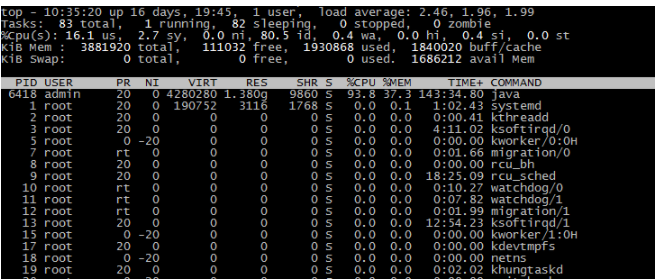 top - 10:35:20 up 16 days, 19:45,  1 user,  load average: 2.46, 1.96, 1.99
Tasks:  83 total,   1 running,  82 sleeping,   0 stopped,   0 zombie
%Cpu(s): 16.1 us,  2.7 sy,  0.0 ni, 80.5 id,  0.4 wa,  0.0 hi,  0.4 si,  0.0 st
KiB Mem :  3881920 total,   111032 free,  1930868 used,  1840020 buff/cache
KiB Swap:        0 total,        0 free,        0 used.  1686212 avail Mem
PID USER      PR  NI    VIRT    RES    SHR S  %CPU %MEM     TIME+ COMMAND
6418 admin     20   0 4280280 1.380g   9860 S  93.8 37.3 143:34.80 java
1 root      20   0  190752   3116   1768 S   0.0  0.1   1:02.43 systemd
2 root      20   0       0      0      0 S   0.0  0.0   0:00.41 kthreadd
3 root      20   0       0      0      0 S   0.0  0.0   4:11.02 ksoftirqd/0
5 root       0 -20       0      0      0 S   0.0  0.0   0:00.00 kworker/0:0H
7 root      rt   0       0      0      0 S   0.0  0.0   0:01.66 migration/0
8 root      20   0       0      0      0 S   0.0  0.0   0:00.00 rcu_bh
9 root      20   0       0      0      0 S   0.0  0.0  18:25.09 rcu_sched
10 root      rt   0       0      0      0 S   0.0  0.0   0:10.27 watchdog/0
11 root      rt   0       0      0      0 S   0.0  0.0   0:07.82 watchdog/1
12 root      rt   0       0      0      0 S   0.0  0.0   0:01.99 migration/1
13 root      20   0       0      0      0 S   0.0  0.0  12:54.23 ksoftirqd/1
15 root       0 -20       0      0      0 S   0.0  0.0   0:00.00 kworker/1:0H
17 root      20   0       0      0      0 S   0.0  0.0   0:00.00 kdevtmpfs
18 root       0 -20       0      0      0 S   0.0  0.0   0:00.00 netns
19 root      20   0       0      0      0 S   0.0  0.0   0:02.02 khungtaskd